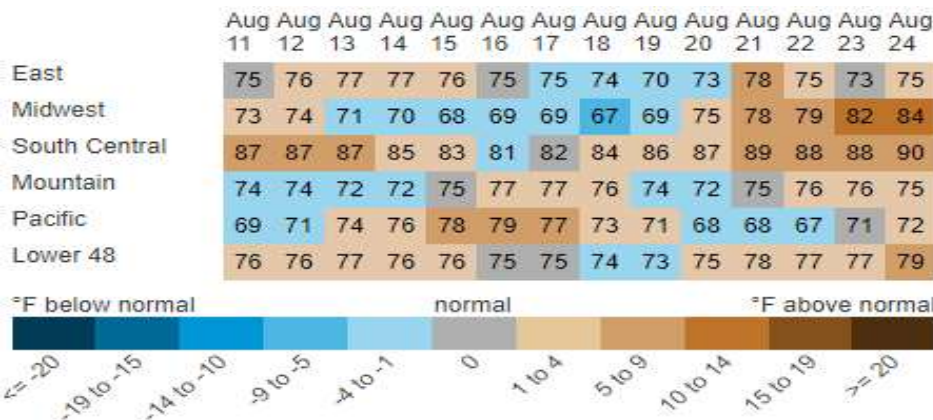 Aug Aug Aug Aug Aug Aug Aug Aug Aug Aug Aug Aug Aug Aug
11 12 13 14 15 16 17 18 19 20 21 22 23 24
East 75 76 77 77 76 75 75 74 70 73 78 75 73 75
Midwest 73 74 71 70 68 69 69 67 69 75 78 79 82 84
South Central 87 87 87 85 83 81 82 84 86 87 89 88 88 90
Mountain 74 74 72 72 75 77 77 76 74 72 75 76 76 75
Pacific 69 71 74 76 78 79 77 73 71 68 68 67 71 72
Lower 48 76 76 77 76 76 75 75 74 73 75 78 77 77 79
°F below normal normal °F above normal
<= -20 -19 to -15 -14 to -10 -9 to -5 -4 to -1 0 1 to 4 5 to 9 10 to 14 15 to 19 >= 20